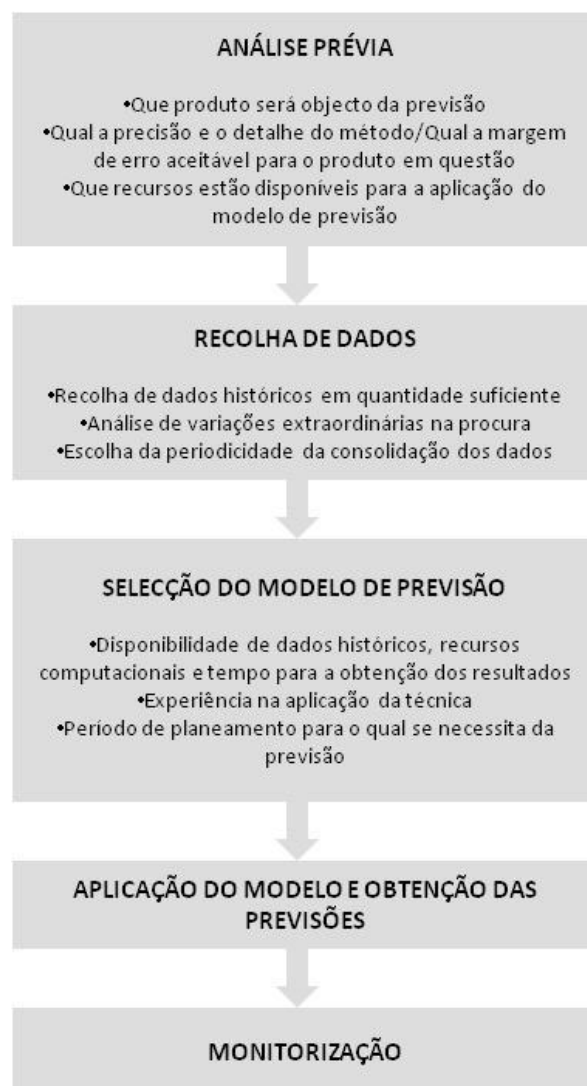 ANÁLISE PRÉVIA
•Que produto será objecto da previsão
•Qual a precisão e o detalhe do método/Qual a margem
de erro aceitável para o produto em questão
•Que recursos estão disponíveis para a aplicação do
modelo de previsão
RECOLHA DE DADOS
•Recolha de dados históricos em quantidade suficiente
•Análise de variações extraordinárias na procura
•Escolha da periodicidade da consolidação dos dados
SELECÇÃO DO MODELO DE PREVISÃO
•Disponibilidade de dados históricos, recursos
computacionais e tempo para a obtenção dos resultados
•Experiência na aplicação da técnica
•Período de planeamento para o qual se necessita da
previsão
APLICAÇÃO DO MODELO E OBTENÇÃO DAS
PREVISÕES
MONITORIZAÇÃO